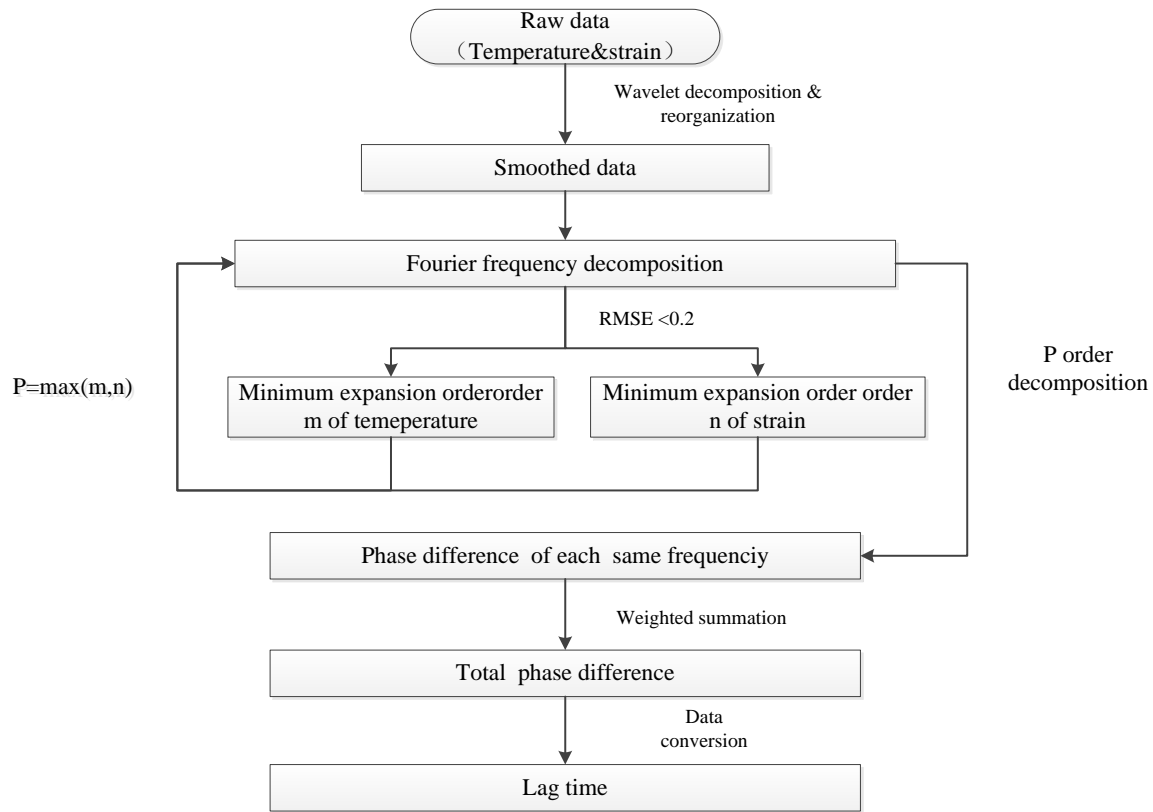 Raw data
（Temperature&strain）
Wavelet decomposition &
reorganization
Smoothed data
Fourier frequency decomposition
RMSE <0.2
P=max(m,n)
P order
decomposition
Minimum expansion orderorder
m of temeperature
Minimum expansion order order
n of strain
Phase difference of each same frequenciy
Weighted summation
Total phase difference
Data
conversion
Lag time